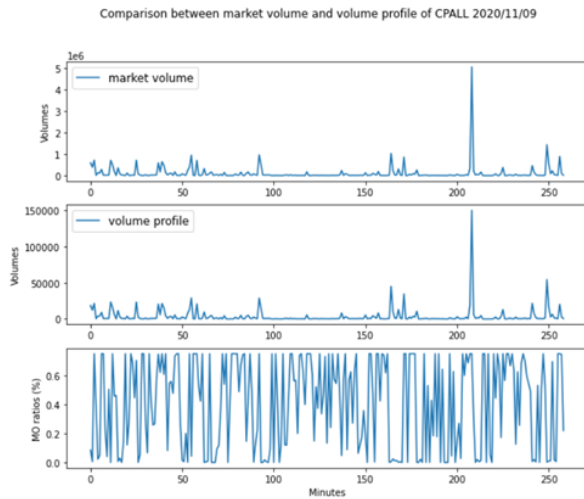 Comparison between market volume and volume profile of CPALL 2020/11/09
1e6
market volume
Volumes
5
4
3
2
1
0
0 50 100 150 200 250
volume profile
Volumes
150000
100000
50000
0
0 50 100 150 200 250
MO ratios (%)
0.6
0.4
0.2
0.0
0 50 100 150 200 250
Minutes